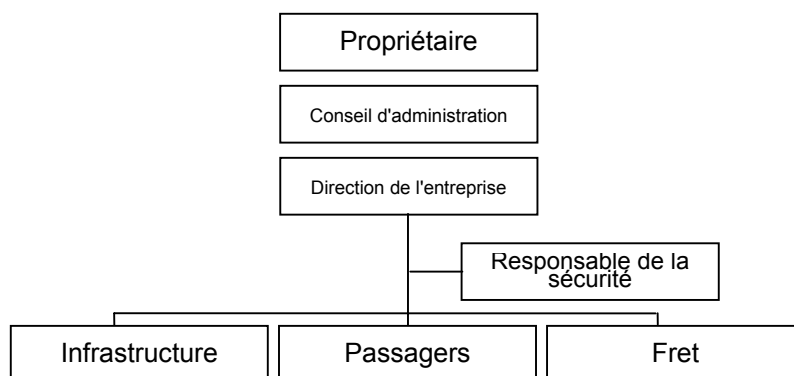 Propriétaire
Conseil d'administration
Direction de l'entreprise
Responsable de la
sécurité
Infrastructure
Passagers
Fret